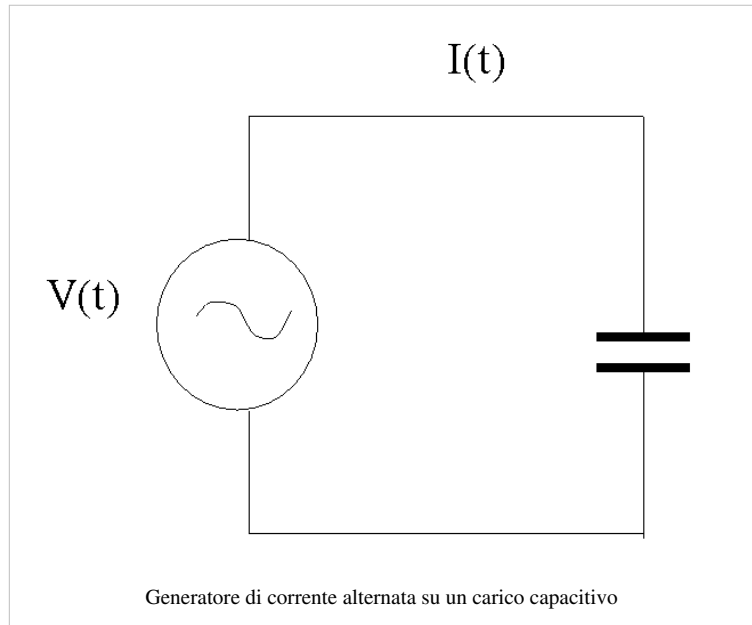 I(t)
V(t)
Generatore di corrente alternata su un carico capacitivo